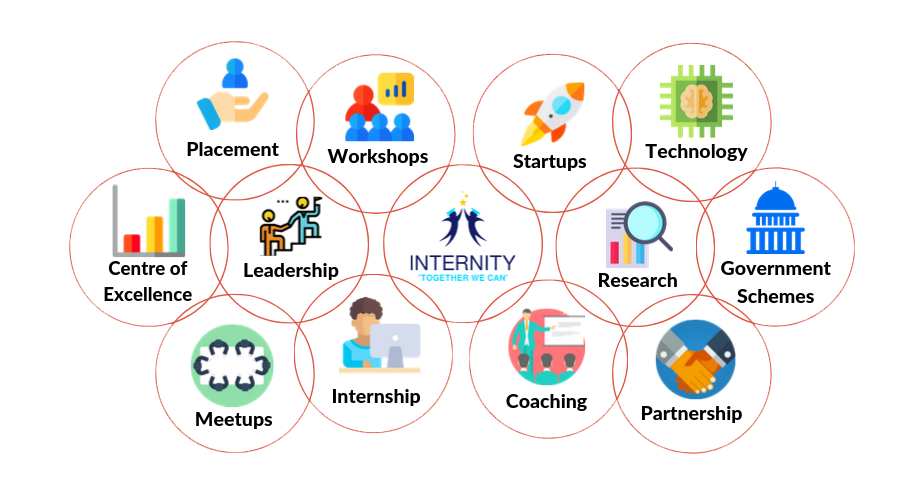 Placement
Workshops
Startups
Technology
Centre of
Excellence
Leadership
INTERNITY
'TOGETHER WE CAN'
Research
Government
Schemes
Meetups
Internship
Coaching
Partnership